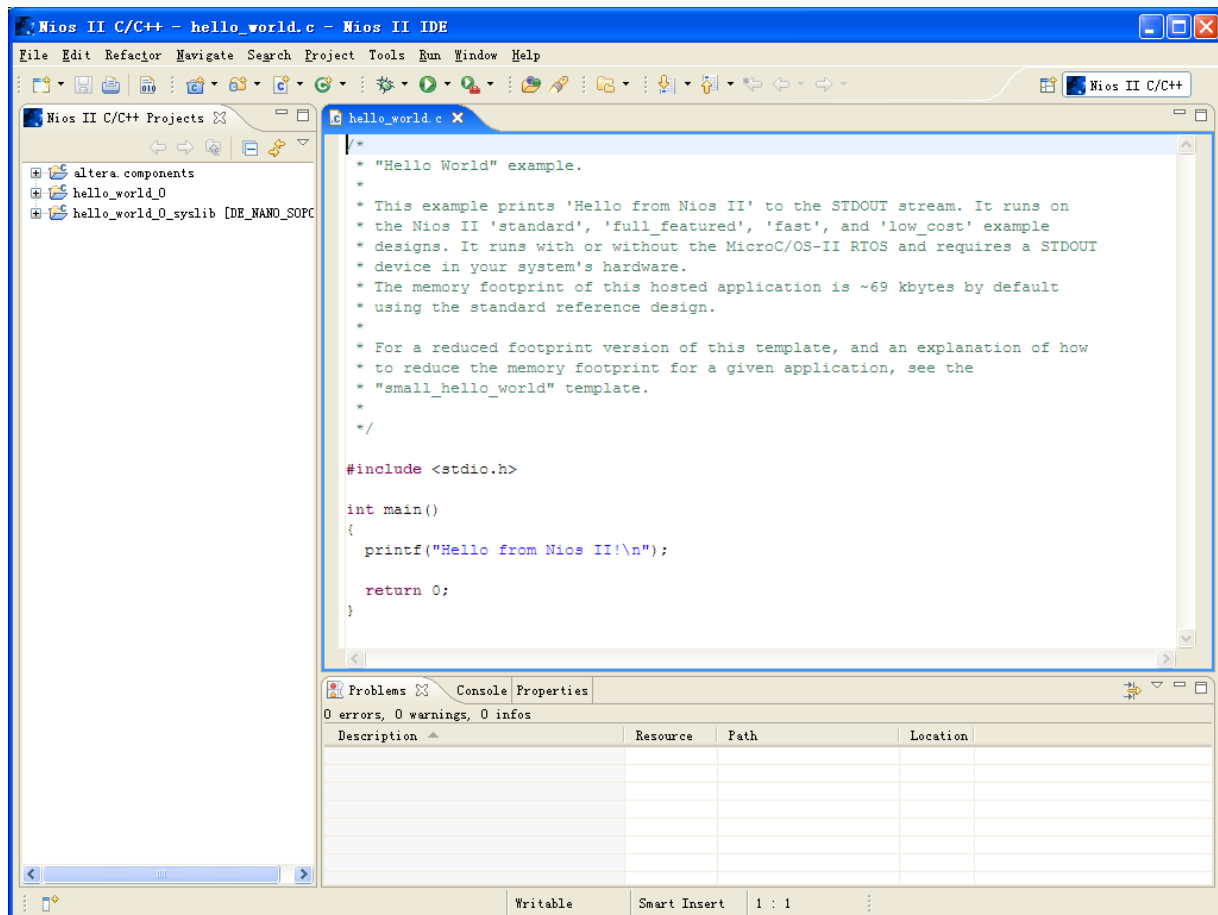 Nios II C/C++ - hello_world.c - Nios II IDE
File Edit Refactor Navigate Search Project Tools Run Window Help
Nios II C/C++
Nios II C/C++ Projects
hello_world.c
altera.components
hello_world_0
hello_world_0_syslib [DE_NANO_SOPC
/*
* "Hello World" example.
*
* This example prints 'Hello from Nios II' to the STDOUT stream. It runs on
* the Nios II 'standard', 'full_featured', 'fast', and 'low_cost' example
* designs. It runs with or without the MicroC/OS-II RTOS and requires a STDOUT
* device in your system's hardware.
* The memory footprint of this hosted application is ~69 kbytes by default
* using the standard reference design.
*
* For a reduced footprint version of this template, and an explanation of how
* to reduce the memory footprint for a given application, see the
* "small_hello_world" template.
*
*/
#include <stdio.h>
int main()
{
printf("Hello from Nios II!\n");
return 0;
}
Problems Console Properties
0 errors, 0 warnings, 0 infos
Description Resource Path Location
Writable Smart Insert 1 : 1